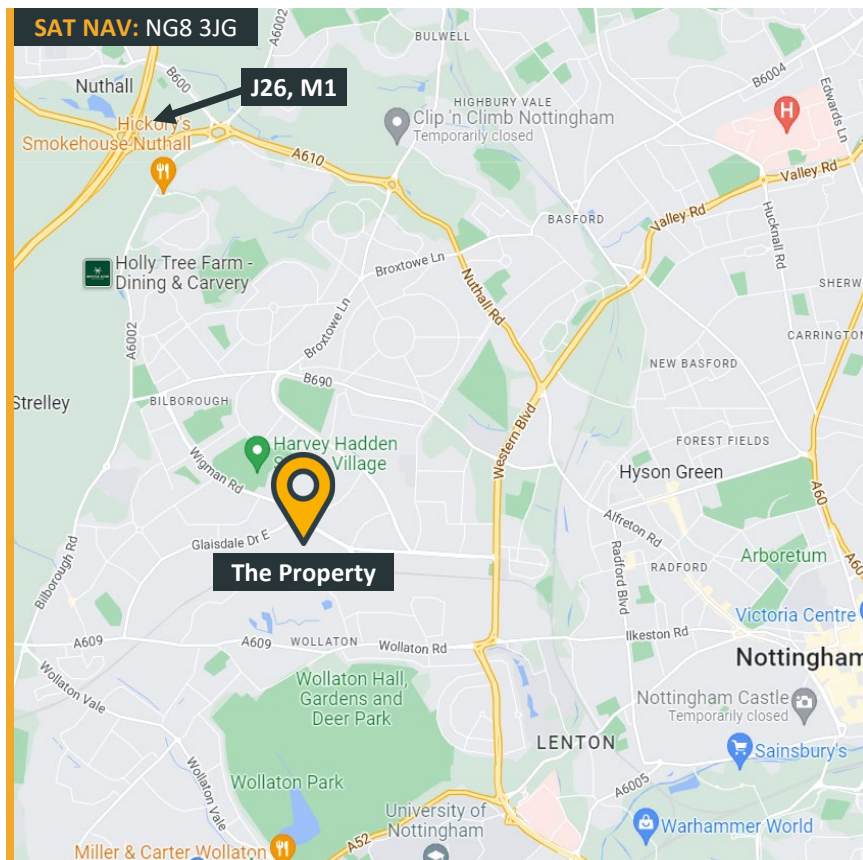 SAT NAV: NG8 3JG
A6002
BULWELL
B600
Nuthall
J26, M1
B6004
Edwards Ln
HIGHBURY VALE
Clip 'n Climb Nottingham
Temporarily closed
H
Hickory's
Smokehouse Nuthall
A610
Valley Rd
Valley Rd
Hucknall Rd
BASFORD
Broxtowe Ln
Holly Tree Farm -
Dining & Carvery
Nuthall Rd
SHERW
A6002
Broxtowe Ln
CARRINGTON
NEW BASFORD
B690
Strelley
BILBOROUGH
Western Blvd
Harvey Hadden
Village
FOREST FIELDS
Wigman Rd
Hyson Green
A60
Alfreton Rd
Glaisdale Dr E
Bilborough Rd
Radford Blvd
Arboretum
A60
The Property
RADFORD
Victoria Centre
A609
A609
WOLLATON
Wollaton Rd
Ilkeston Rd
Nottingham
Wollaton Vale
Wollaton Hall,
Gardens and
Deer Park
Nottingham Castle
Temporarily closed
LENTON
Sainsbury's
Wollaton Vale
Wollaton Park
A6005
University of
Nottingham
Warhammer World
A52
Miller & Carter Wollaton